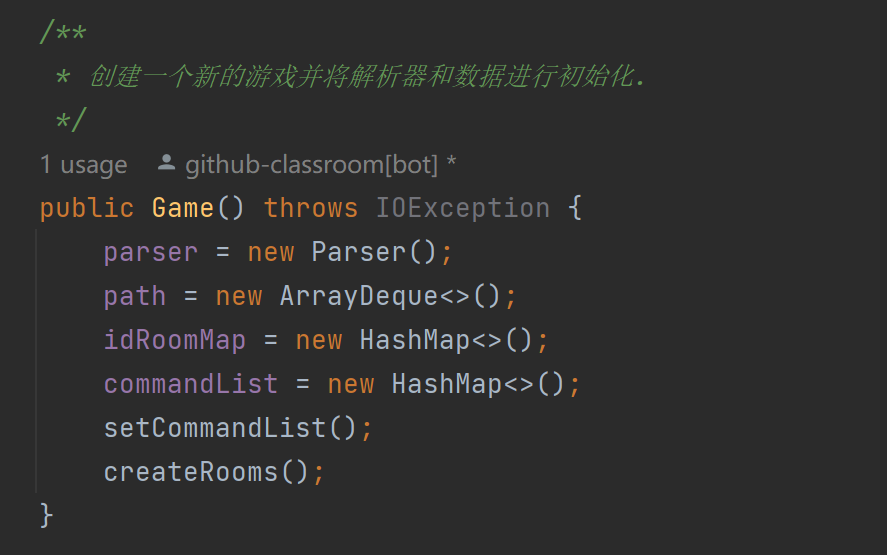 /**
 * 创建一个新的游戏并将解析器和数据进行初始化.
 */
1 usage github-classroom[bot] *
public Game() throws IOException {
    parser = new Parser();
    path = new ArrayDeque<>();
    idRoomMap = new HashMap<>();
    commandList = new HashMap<>();
    setCommandList();
    createRooms();
}